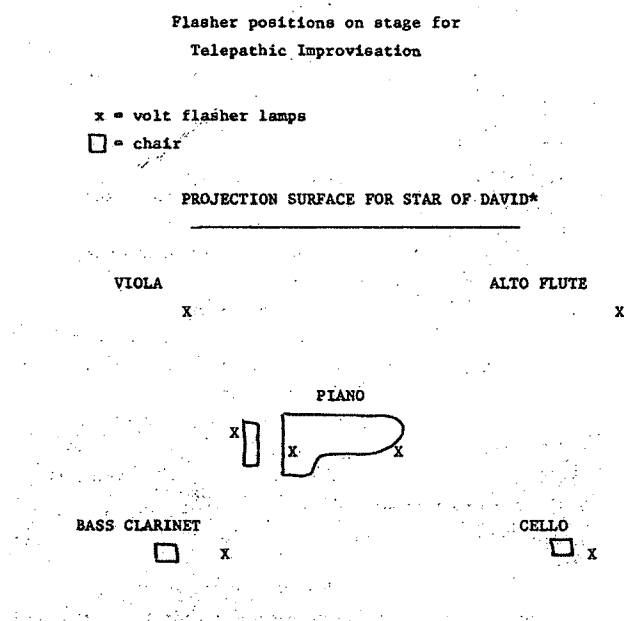 Flasher positions on stage for
Telepathic Improvisation
x = volt flasher lamps
= chair
PROJECTION SURFACE FOR STAR OF DAVID*
VIOLA
ALTO FLUTE
X
X
PIANO
X
X
X
BASS CLARINET
CELLO
X
X